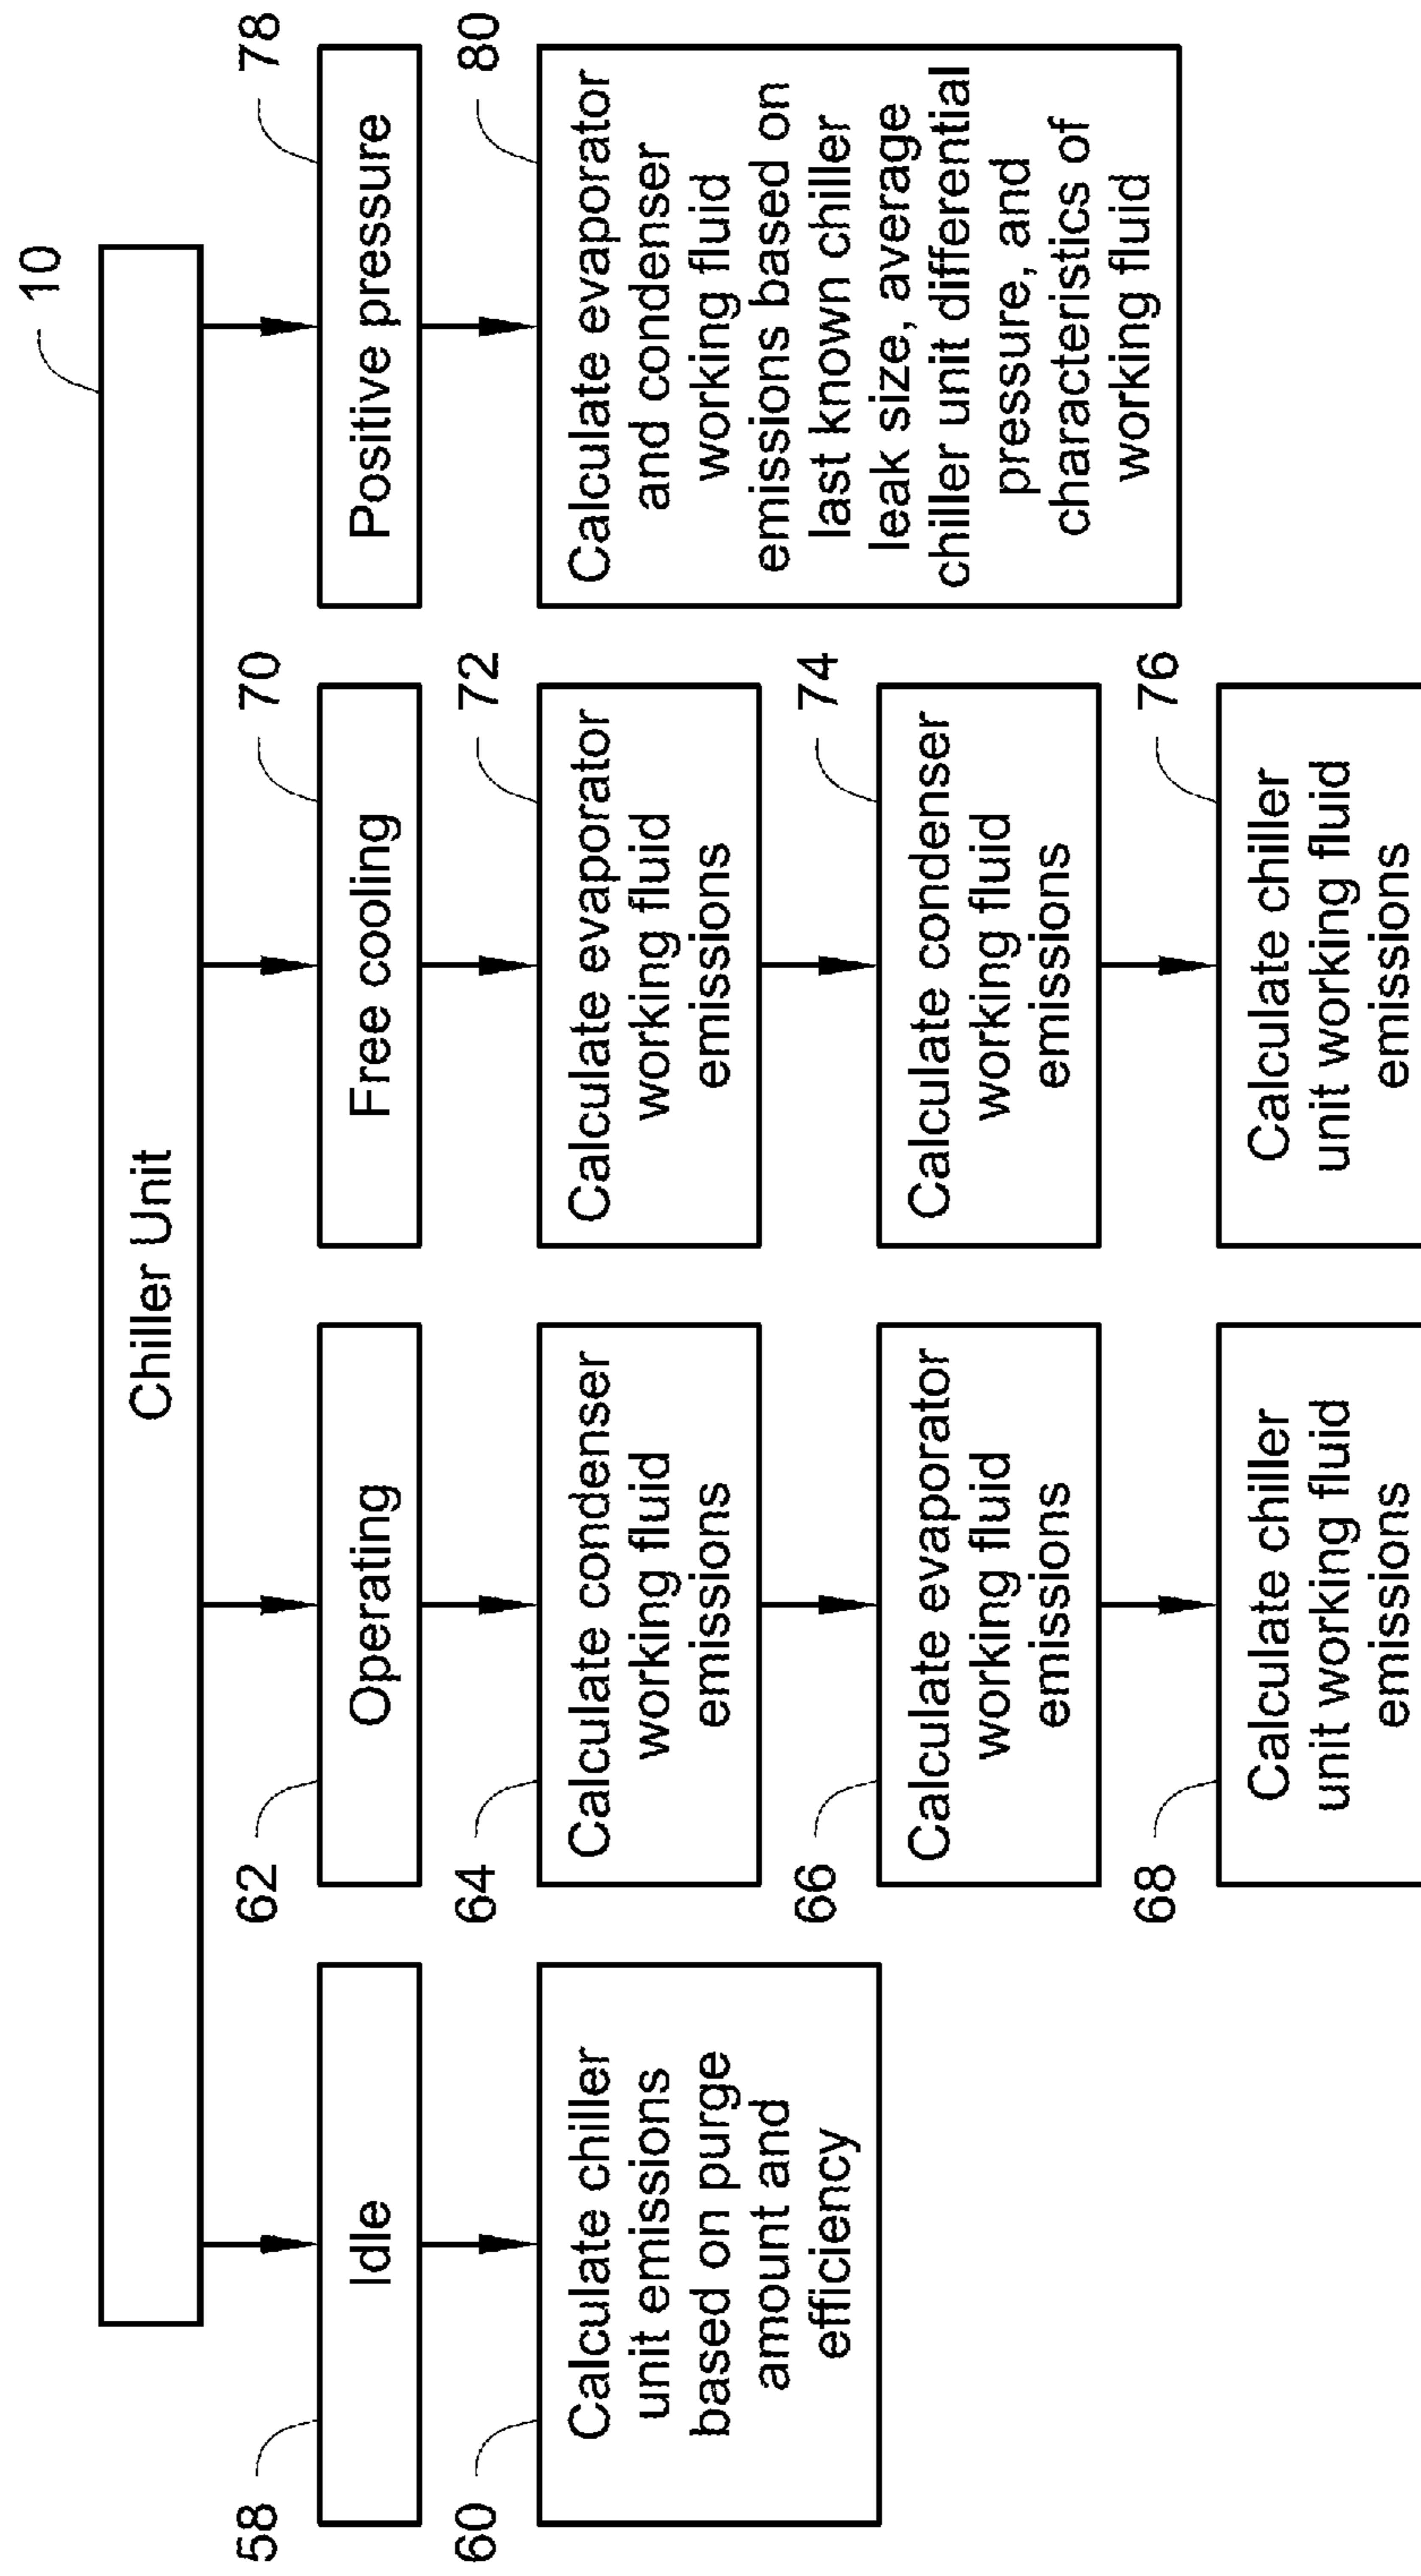 10
Chiller Unit
58
Idle
60
Calculate chiller
unit emissions
based on purge
amount and
efficiency
62
Operating
64
Calculate condenser
working fluid
emissions
66
Calculate evaporator
working fluid
emissions
68
Calculate chiller
unit working fluid
emissions
70
Free cooling
72
Calculate evaporator
working fluid
emissions
74
Calculate condenser
working fluid
emissions
76
Calculate chiller
unit working fluid
emissions
78
Positive pressure
80
Calculate evaporator
and condenser
working fluid
emissions based on
last known chiller
leak size, average
chiller unit differential
pressure, and
characteristics of
working fluid